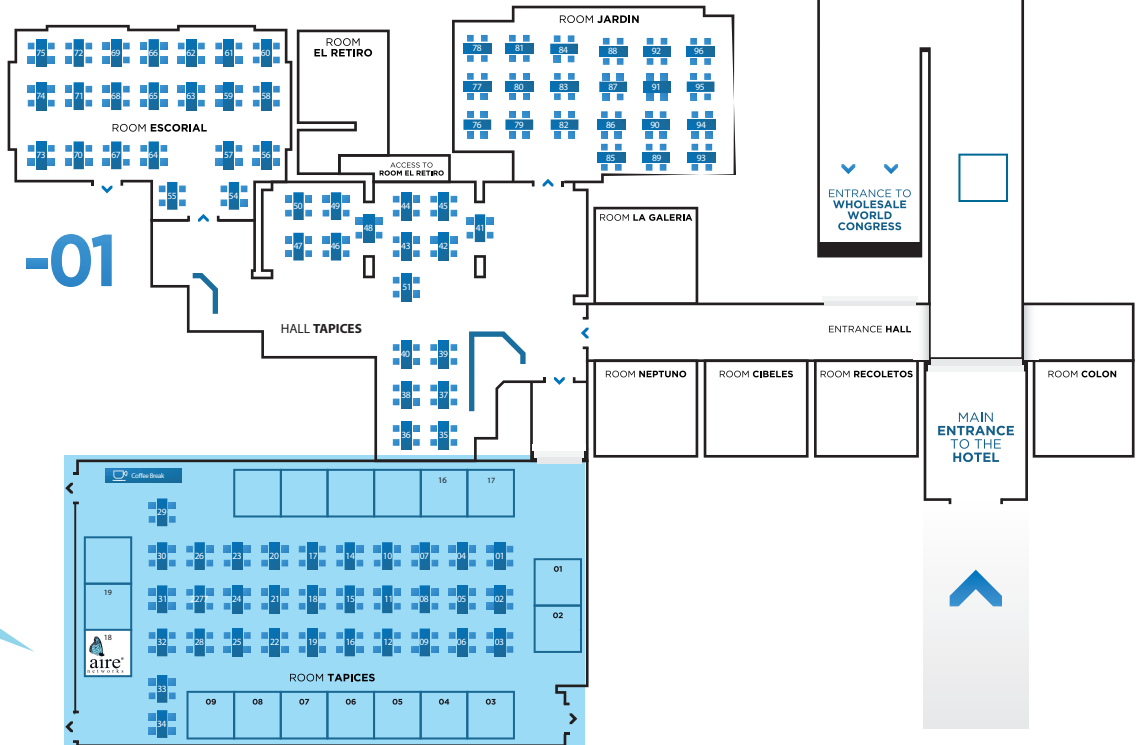 ROOM
EL RETIRO
ROOM JARDIN
75 72 69 66 62 61 60
78 81 84 88 92 96
74 71 68 65 63 59 58
77 80 83 87 91 95
ROOM ESCORIAL
76 79 82 86 90 94
73 70 67 64 57 56
85 89 93
ACCESS TO
ROOM EL RETIRO
55 54
ENTRANCE TO
WHOLESALE
WORLD
CONGRESS
50 49 44 45
48 41
47 46 43 42
ROOM LA GALERIA
-01
51
HALL TAPICES
ENTRANCE HALL
40 39
38 37
36 35
ROOM NEPTUNO
ROOM CIBELES
ROOM RECOLETOS
ROOM COLON
MAIN
ENTRANCE
TO THE
HOTEL
Coffee Break
16 17
29
30 26 23 20 17 14 10 07 04 01
01
19
31 2277 24 21 18 15 11 08 05 02
02
18
aire
networks
32 28 25 22 19 16 12 09 06 03
ROOM TAPICES
33
09 08 07 06 05 04 03
34